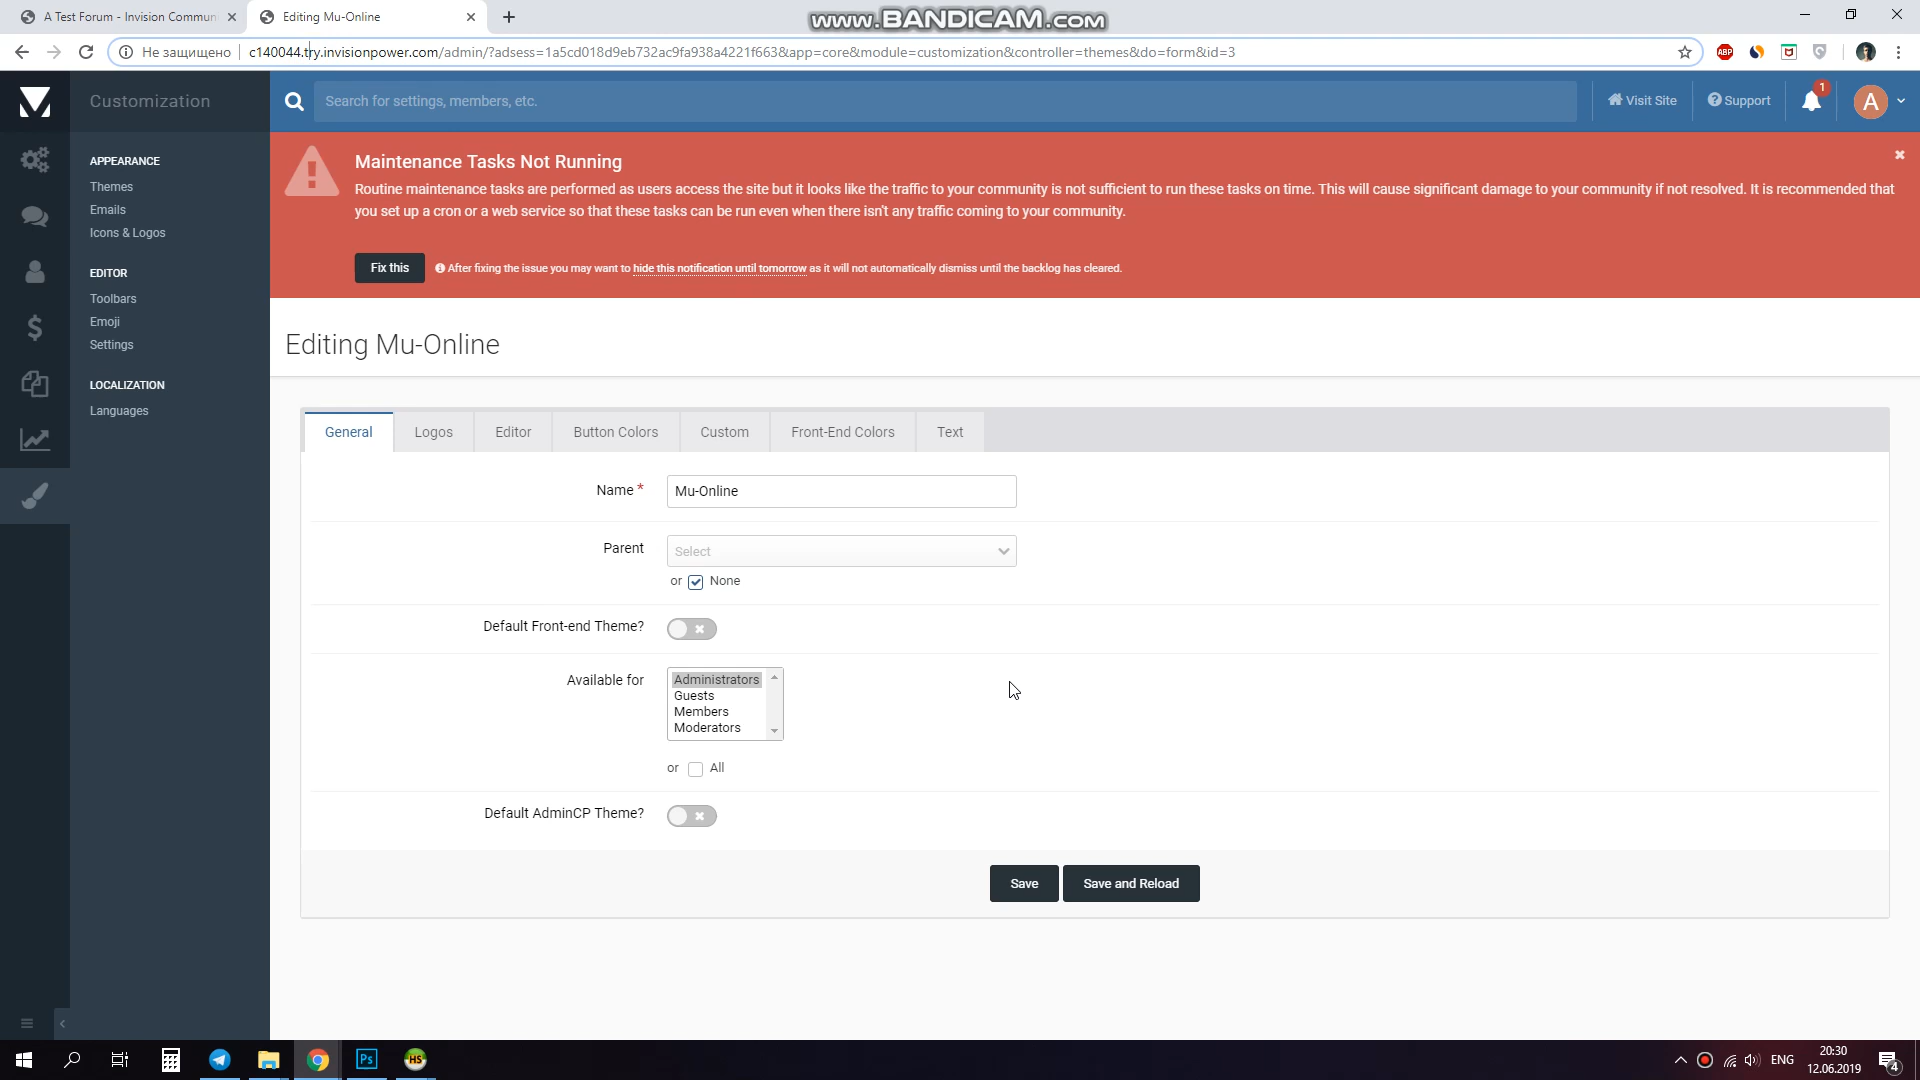 A Test Forum - Invision Commun
Editing Mu-Online
www.BANDICAM.com
Не защищено
c140044.try.invisionpower.com/admin/?adsess=1a5cd018d9eb732ac9fa938a4221f663&app=core&module=customization&controller=themes&do=form&id=3
ABP
Customization
Search for settings, members, etc.
Visit Site
Support
1
A
APPEARANCE
Themes
Emails
Icons & Logos
EDITOR
Toolbars
Emoji
Settings
LOCALIZATION
Languages
Maintenance Tasks Not Running
Routine maintenance tasks are performed as users access the site but it looks like the traffic to your community is not sufficient to run these tasks on time. This will cause significant damage to your community if not resolved. It is recommended that
you set up a cron or a web service so that these tasks can be run even when there isn't any traffic coming to your community.
Fix this
After fixing the issue you may want to hide this notification until tomorrow as it will not automatically dismiss until the backlog has cleared.
Editing Mu-Online
General
Logos
Editor
Button Colors
Custom
Front-End Colors
Text
Name *
Mu-Online
Parent
Select
or None
Default Front-end Theme?
Available for
Administrators
Guests
Members
Moderators
or All
Default AdminCP Theme?
Save
Save and Reload
Ps
HS
ENG
20:30
12.06.2019
4